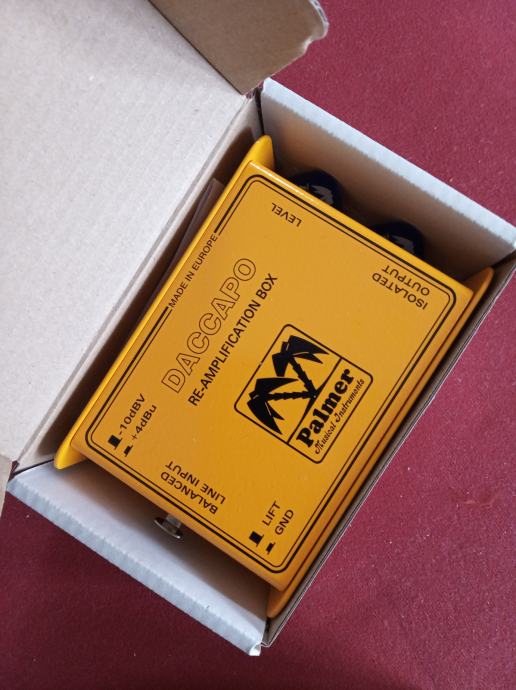 MADE IN EUROPE
DACCAPO
RE-AMPLIFICATION BOX
LEVEL
ISOLATED
OUTPUT
Palmer
Musical Instruments
-10dBV
+4dBu
BALANCED
LINE INPUT
LIFT
GND